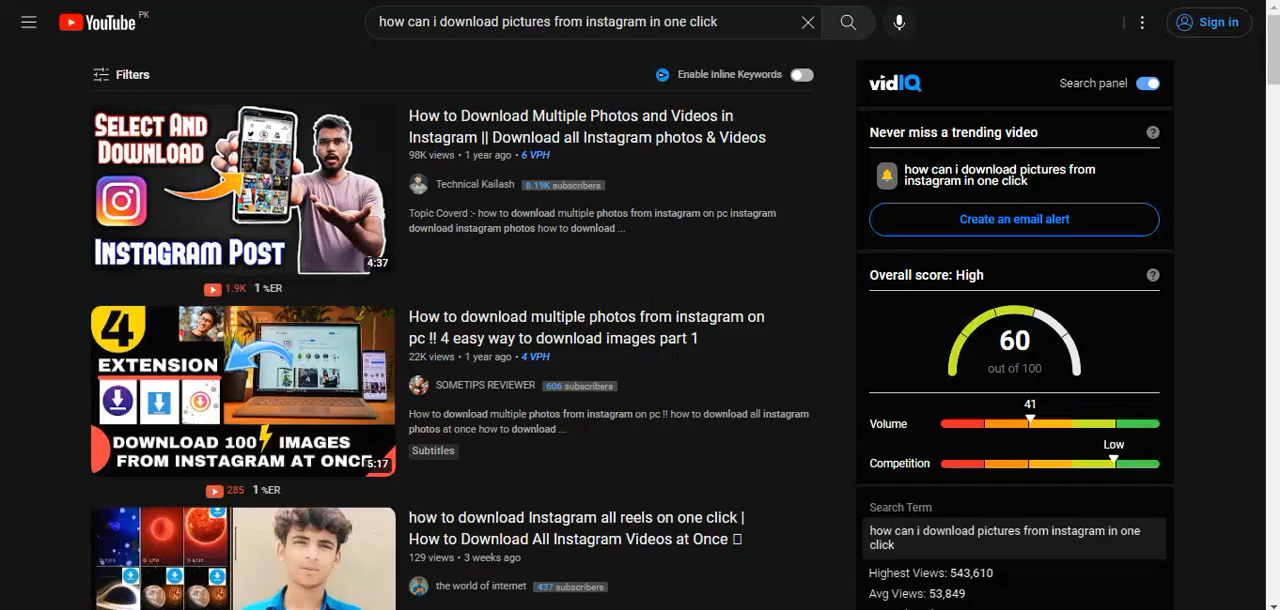 YouTube PK
how can i download pictures from instagram in one click
Sign in
Filters
Enable Inline Keywords
vidIQ
Search panel
SELECT AND
DOWNLOAD
INSTAGRAM POST
4:37
1.9K 1 %ER
How to Download Multiple Photos and Videos in
Instagram || Download all Instagram photos & Videos
98K views • 1 year ago • 6 VPH
Technical Kailash 8.19K subscribers
Topic Coverd :- how to download multiple photos from instagram on pc instagram
download instagram photos how to download ...
4
EXTENSION
DOWNLOAD 100 IMAGES
FROM INSTAGRAM AT ONCE
5:17
285 1 %ER
How to download multiple photos from instagram on
pc !! 4 easy way to download images part 1
22K views • 1 year ago • 4 VPH
SOMETIPS REVIEWER 606 subscribers
How to download multiple photos from instagram on pc !! how to download all instagram
photos at once how to download ...
Subtitles
how to download Instagram all reels on one click |
How to Download All Instagram Videos at Once
129 views • 3 weeks ago
the world of internet 437 subscribers
Never miss a trending video
how can i download pictures from
instagram in one click
Create an email alert
Overall score: High
60
out of 100
41
Volume
Low
Competition
Search Term
how can i download pictures from instagram in one
click
Highest Views: 543,610
Avg Views: 53,849